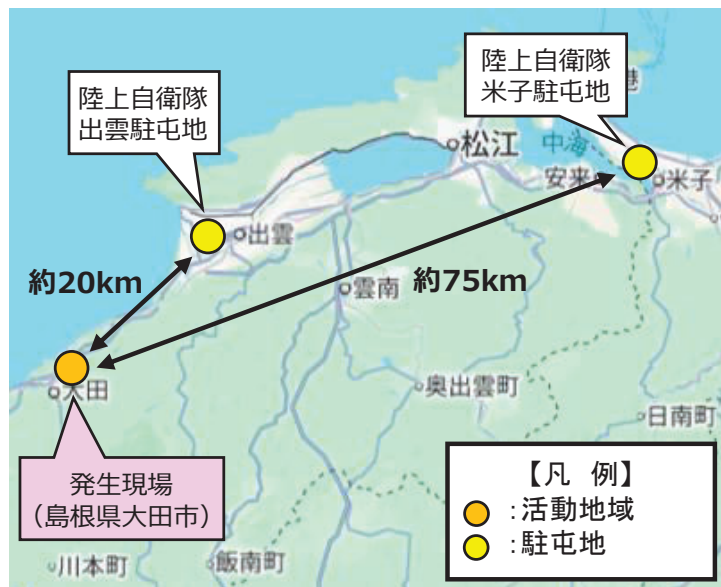 陸上自衛隊
出雲駐屯地
陸上自衛隊
米子駐屯地
港
松江
中海
安来
米子
出雲
約20km
約75km
雲南
大田
奥出雲町
日南町
発生現場
（島根県大田市）
【凡　例】
：活動地域
：駐屯地
川本町
飯南町